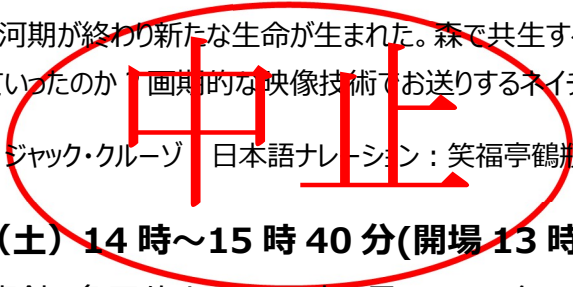 河期が終わり新たな生命が生まれた。森で共生す
いったのか 画期的な映像技術でお送りするネイチ
ジャック・クルーゾ 日本語ナレーション：笑福亭鶴瓶
中止
（土）14時～15時40分(開場13時